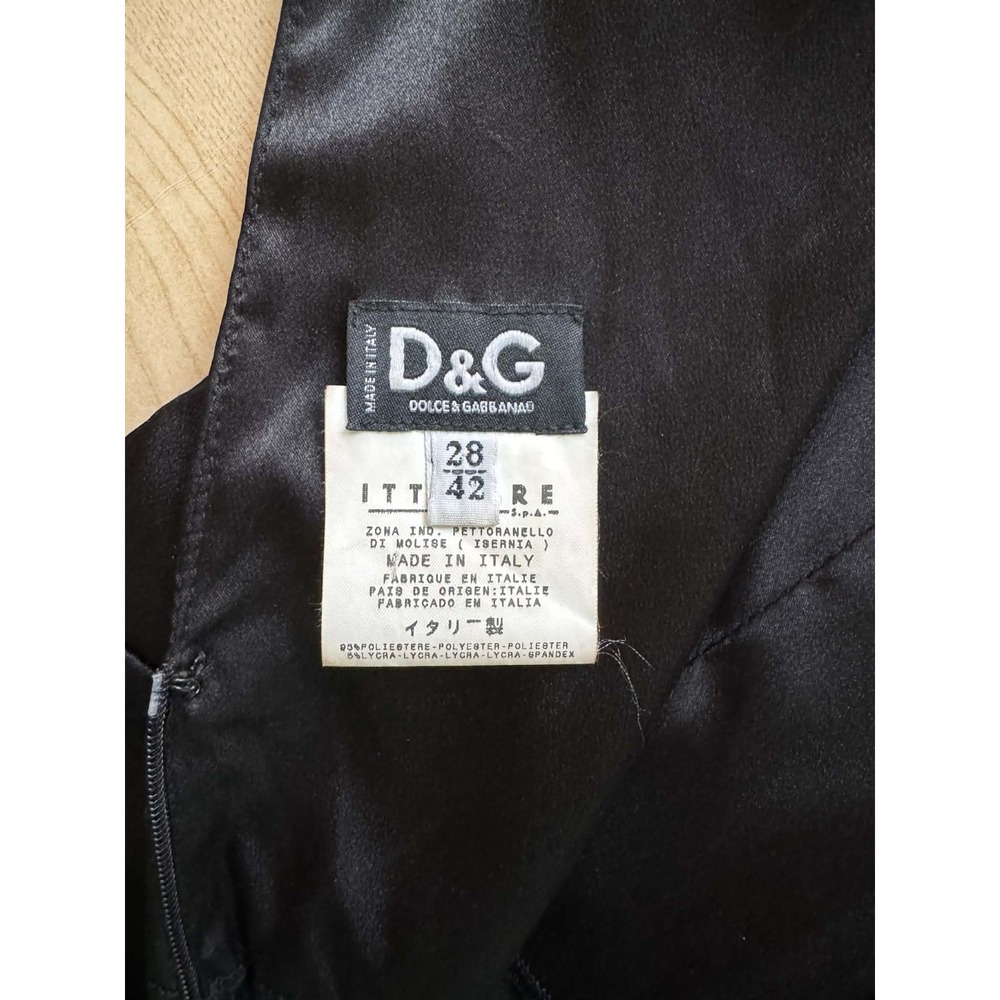 MADE IN ITALY
D&G
DOLCE & GABBANA
28
42
ITT RE
S.p.A.
ZONA IND. PETTORANELLO
DI MOLISE ( ISERNIA )
MADE IN ITALY
FABRIQUE EN ITALIE
PAIS DE ORIGEN:ITALIE
FABRICADO EM ITALIA
イタリー製
95%POLIESTERE-POLYESTER-POLIESTER
5%LYCRA-LYCRA-LYCRA-LYCRA-SPANDEX